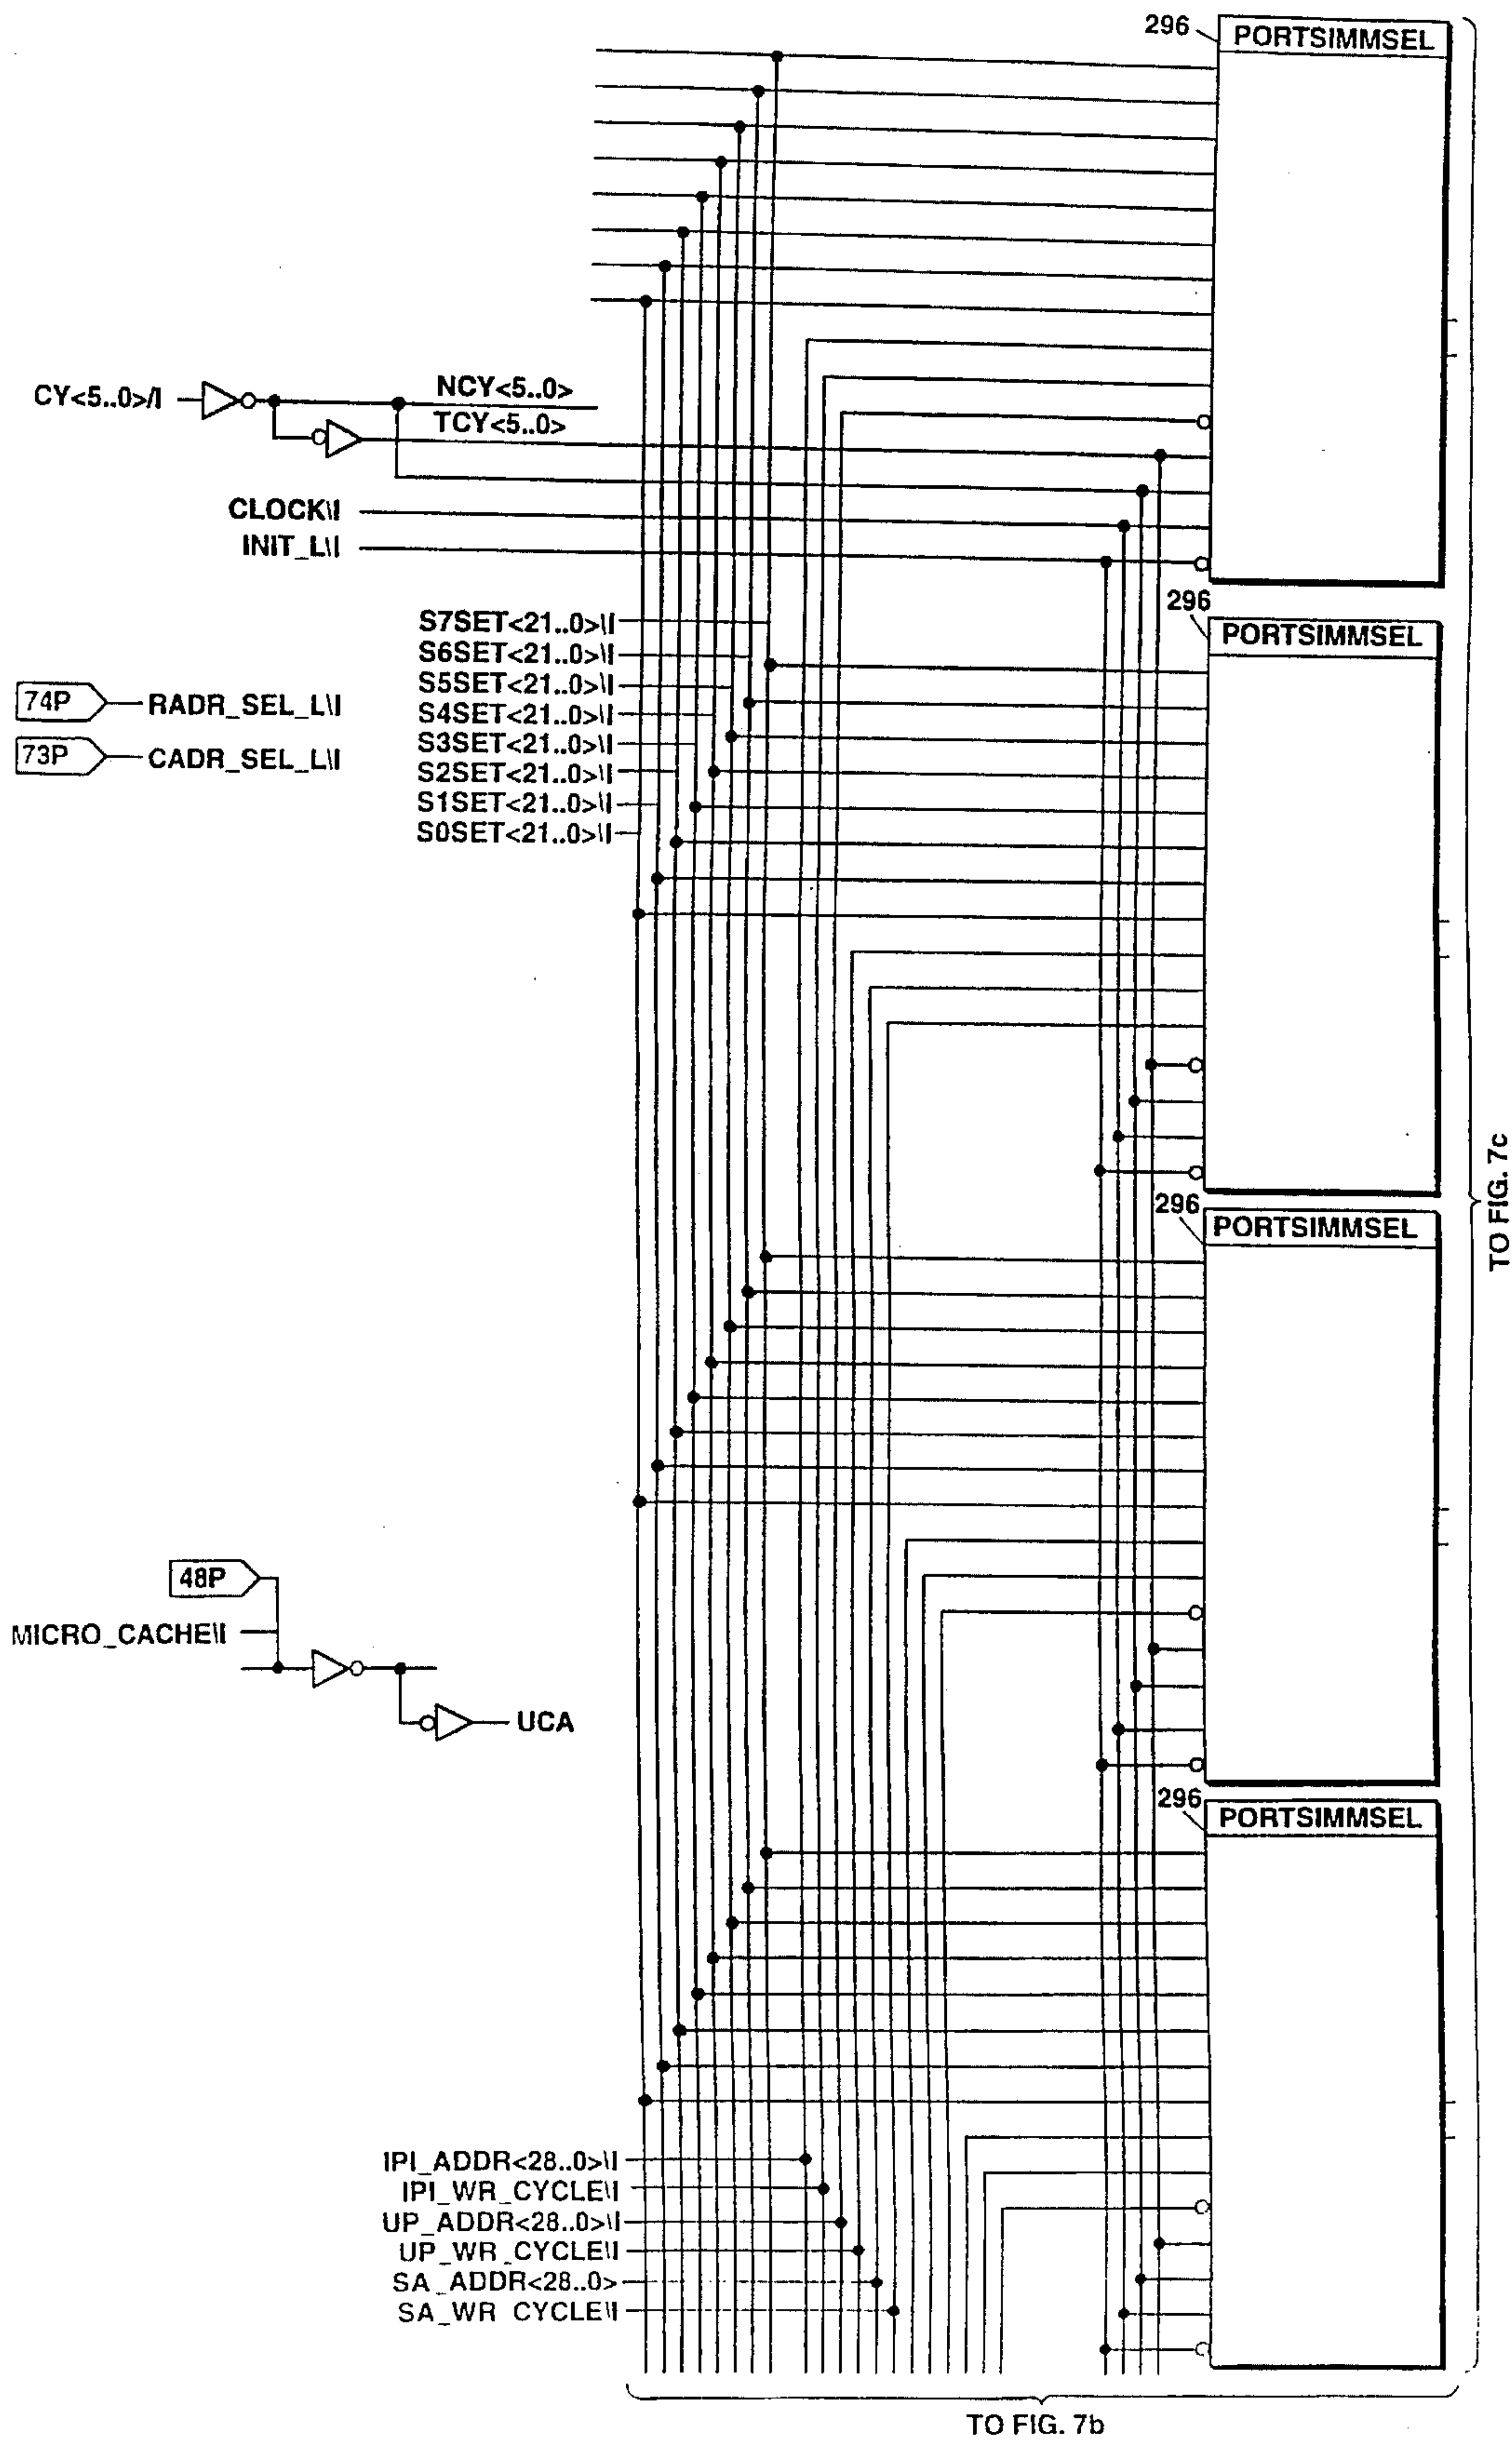 296
PORTSIMMSEL
CY<5..0>/I
NCY<5..0>
TCY<5..0>
CLOCK\I
INIT_L\I
296
PORTSIMMSEL
S7SET<21..0>\I
S6SET<21..0>\I
S5SET<21..0>\I
S4SET<21..0>\I
S3SET<21..0>\I
S2SET<21..0>\I
S1SET<21..0>\I
S0SET<21..0>\I
74P
RADR_SEL_L\I
73P
CADR_SEL_L\I
TO FIG. 7c
296
PORTSIMMSEL
48P
MICRO_CACHE\I
UCA
296
PORTSIMMSEL
IPI_ADDR<28..0>\I
IPI_WR_CYCLE\I
UP_ADDR<28..0>\I
UP_WR_CYCLE\I
SA_ADDR<28..0>
SA_WR CYCLE\I
TO FIG. 7b